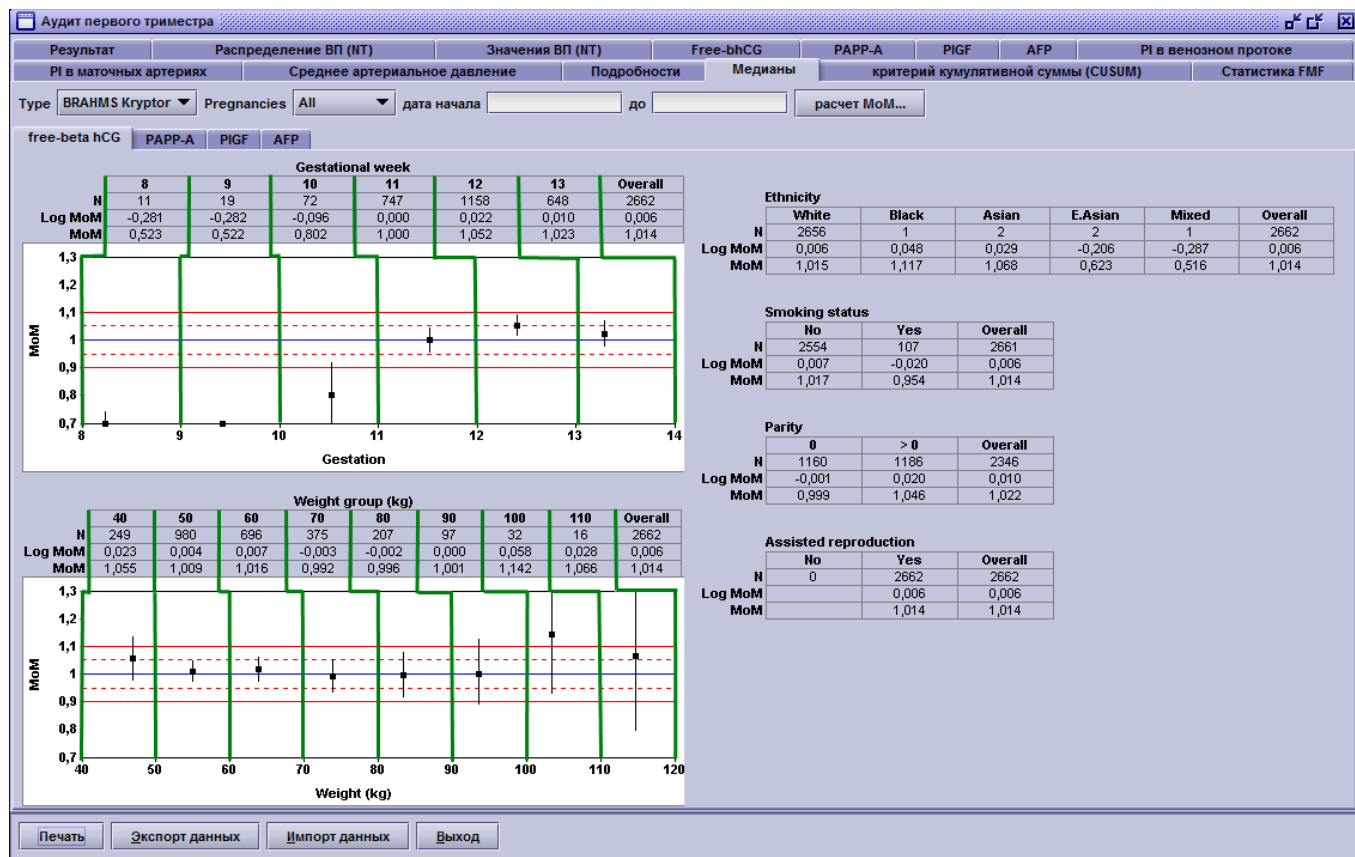 Аудит первого триместра
Результат Распределение ВП (NT) Значения ВП (NT) Free-bhCG PAPP-A PlGF AFP PI в венозном протоке
PI в маточных артериях Среднее артериальное давление Подробности Медианы критерий кумулятивной суммы (CUSUM) Статистика FMF
Type BRAHMS Kryptor Pregnancies All дата начала до расчет МоМ...
free-beta hCG PAPP-A PlGF AFP
Gestational week
8 9 10 11 12 13 Overall
N 11 19 72 747 1158 648 2662
Log MoM -0,281 -0,282 -0,096 0,000 0,022 0,010 0,006
MoM 0,523 0,522 0,802 1,000 1,052 1,023 1,014
1,3
1,2
1,1
1
0,9
0,8
0,7
MoM
8 9 10 11 12 13 14
Gestation
Weight group (kg)
40 50 60 70 80 90 100 110 Overall
N 249 980 696 375 207 97 32 16 2662
Log MoM 0,023 0,004 0,007 -0,003 -0,002 0,000 0,058 0,028 0,006
MoM 1,055 1,009 1,016 0,992 0,996 1,001 1,142 1,066 1,014
1,3
1,2
1,1
1
0,9
0,8
0,7
MoM
40 50 60 70 80 90 100 110 120
Weight (kg)
Ethnicity
White Black Asian E.Asian Mixed Overall
N 2656 1 2 2 1 2662
Log MoM 0,006 0,048 0,029 -0,206 -0,287 0,006
MoM 1,015 1,117 1,068 0,623 0,516 1,014
Smoking status
No Yes Overall
N 2554 107 2661
Log MoM 0,007 -0,020 0,006
MoM 1,017 0,954 1,014
Parity
0 > 0 Overall
N 1160 1186 2346
Log MoM -0,001 0,020 0,010
MoM 0,999 1,046 1,022
Assisted reproduction
No Yes Overall
N 0 2662 2662
Log MoM 0,006 0,006
MoM 1,014 1,014
Печать Экспорт данных Импорт данных Выход